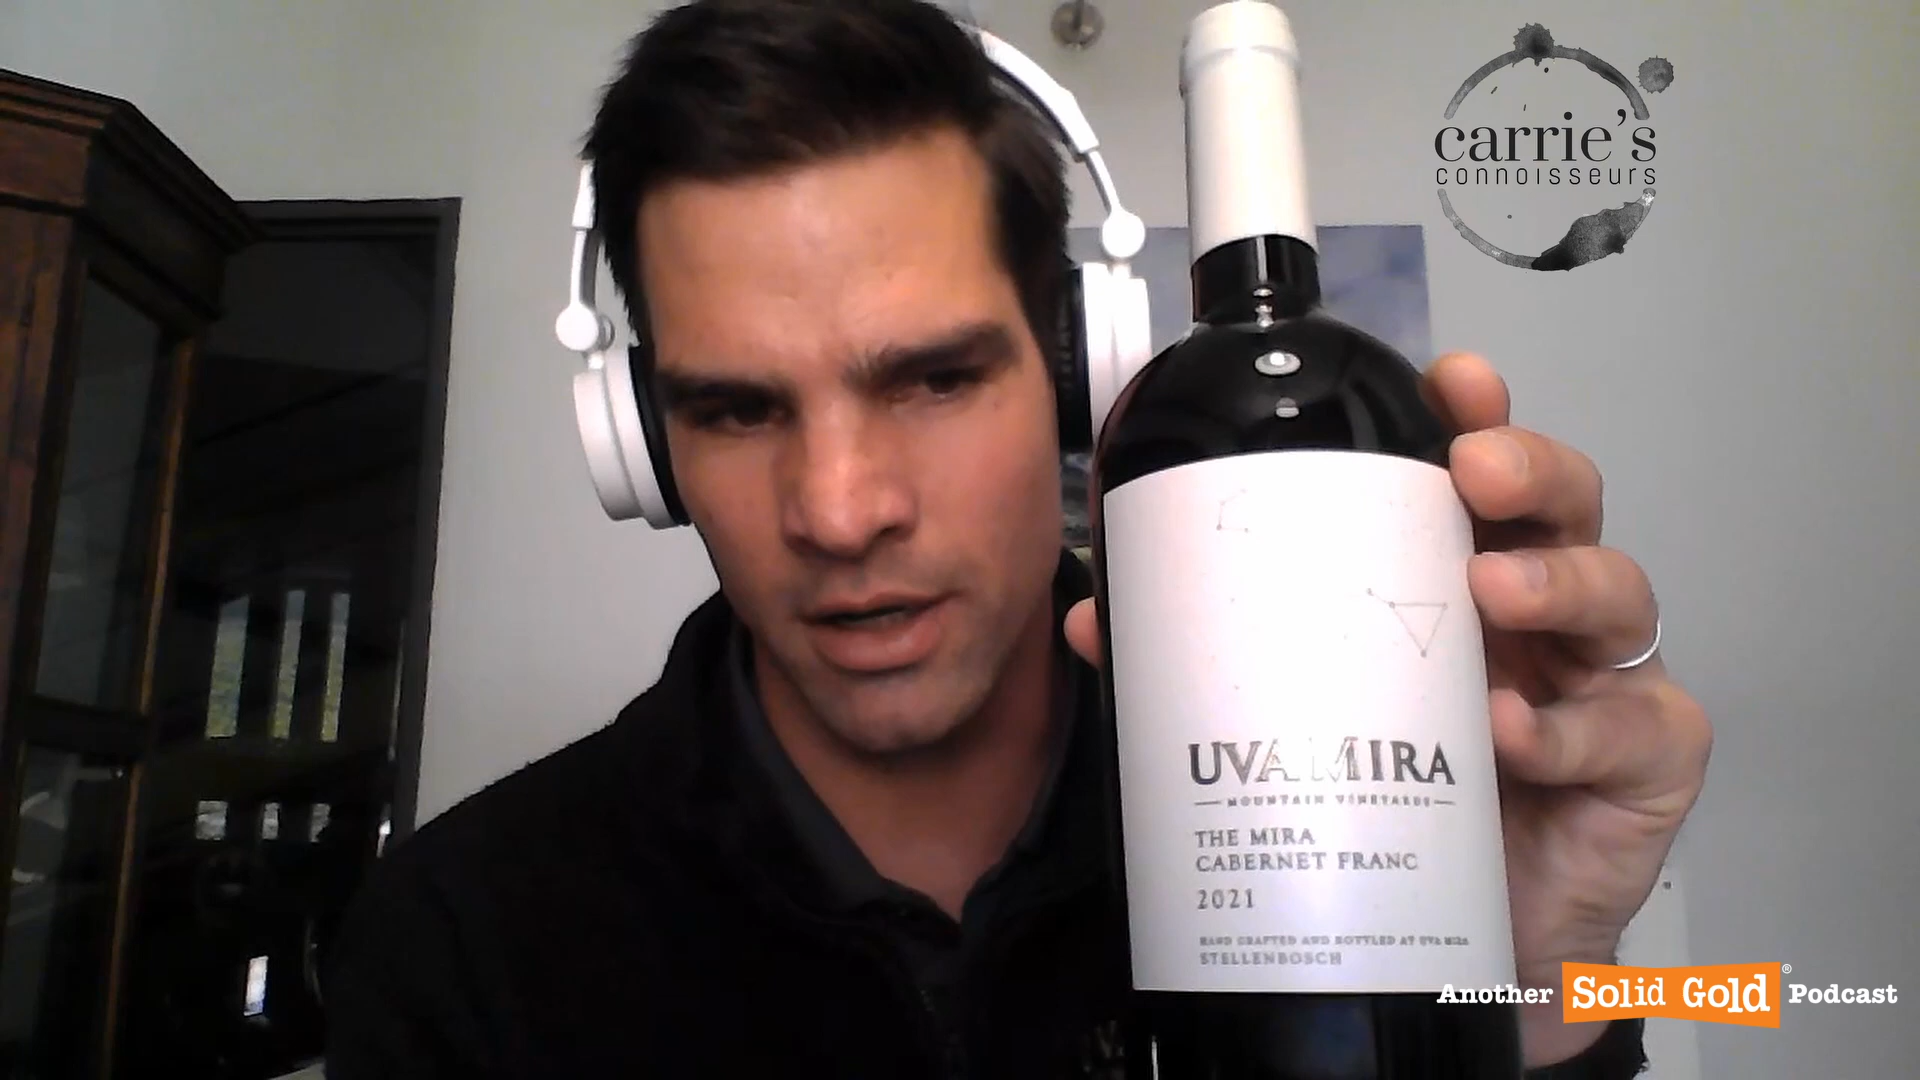 carrie's
connoisseurs
UVA MIRA
MOUNTAIN VINEYARDS
THE MIRA
CABERNET FRANC
2021
HAND CRAFTED AND BOTTLED AT UVA MIRA
STELLENBOSCH
Another Solid Gold® Podcast